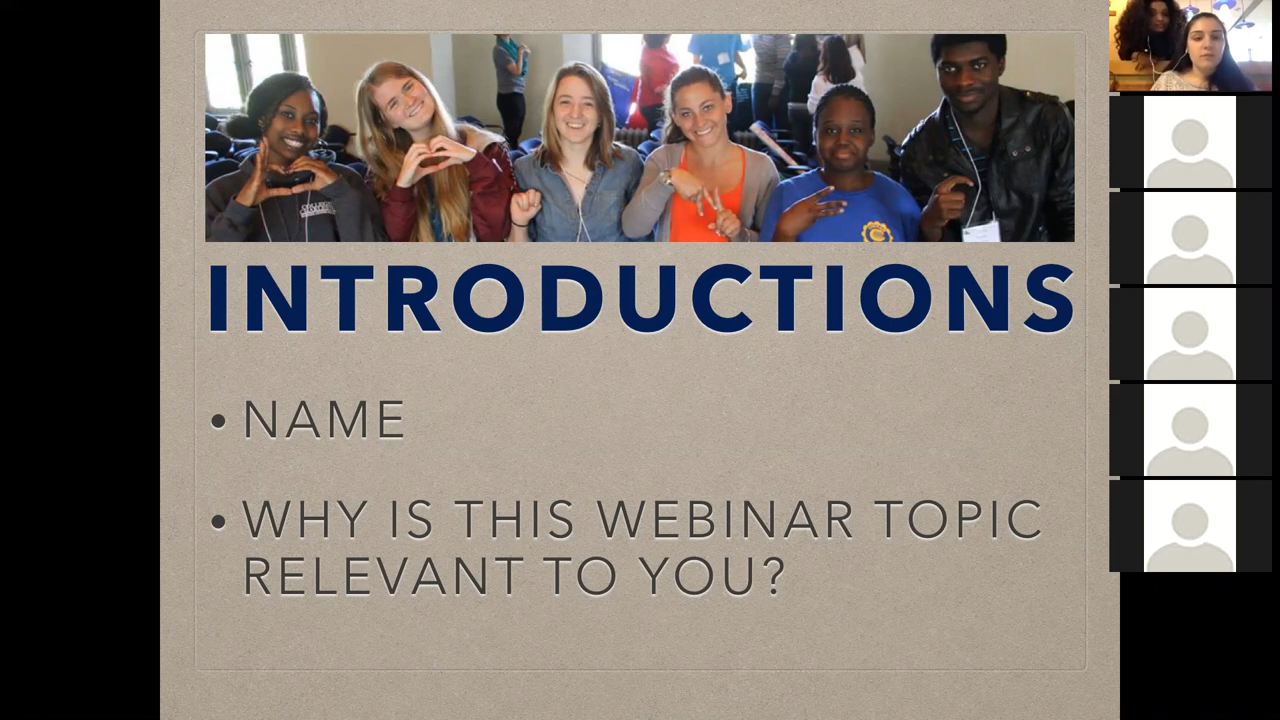 INTRODUCTIONS
• NAME
• WHY IS THIS WEBINAR TOPIC
RELEVANT TO YOU?